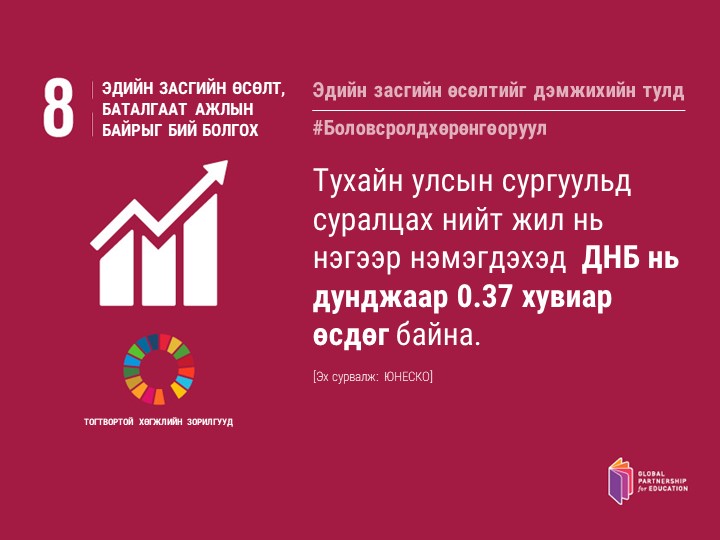 8
ЭДИЙН ЗАСГИЙН ӨСӨЛТ,
БАТАЛГААТ АЖЛЫН
БАЙРЫГ БИЙ БОЛГОХ
ТОГТВОРТОЙ ХӨГЖЛИЙН ЗОРИЛГУУД
Эдийн засгийн өсөлтийг дэмжихийн тулд
#Боловсролдхөрөнгөоруул
Тухайн улсын сургуульд
суралцах нийт жил нь
нэгээр нэмэгдэхэд ДНБ нь
дунджаар 0.37 хувиар
өсдөг байна.
[Эх сурвалж: ЮНЕСКО]
GLOBAL
PARTNERSHIP
for EDUCATION